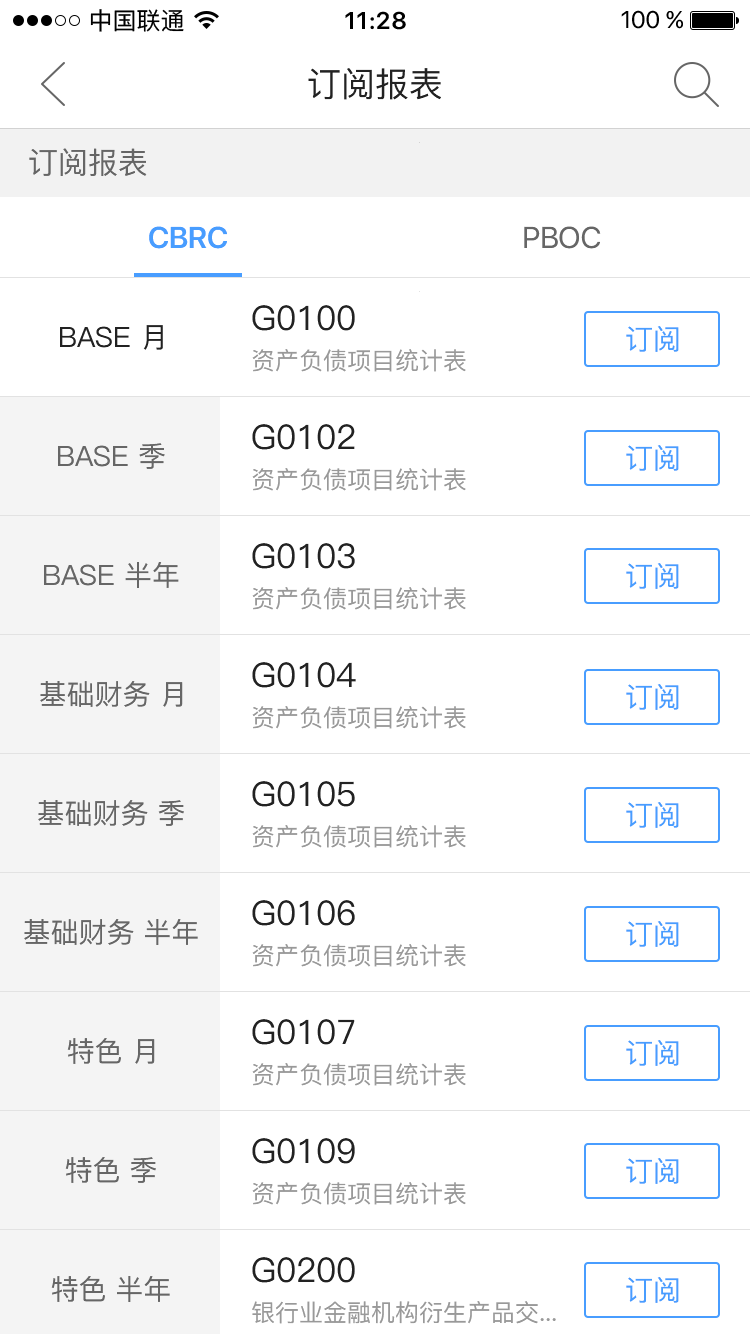 中国联通 11:28 100 %
订阅报表
订阅报表
CBRC PBOC
BASE 月
G0100
资产负债项目统计表
订阅
BASE 季
G0102
资产负债项目统计表
订阅
BASE 半年
G0103
资产负债项目统计表
订阅
基础财务 月
G0104
资产负债项目统计表
订阅
基础财务 季
G0105
资产负债项目统计表
订阅
基础财务 半年
G0106
资产负债项目统计表
订阅
特色 月
G0107
资产负债项目统计表
订阅
特色 季
G0109
资产负债项目统计表
订阅
特色 半年
G0200
银行业金融机构衍生产品交...
订阅